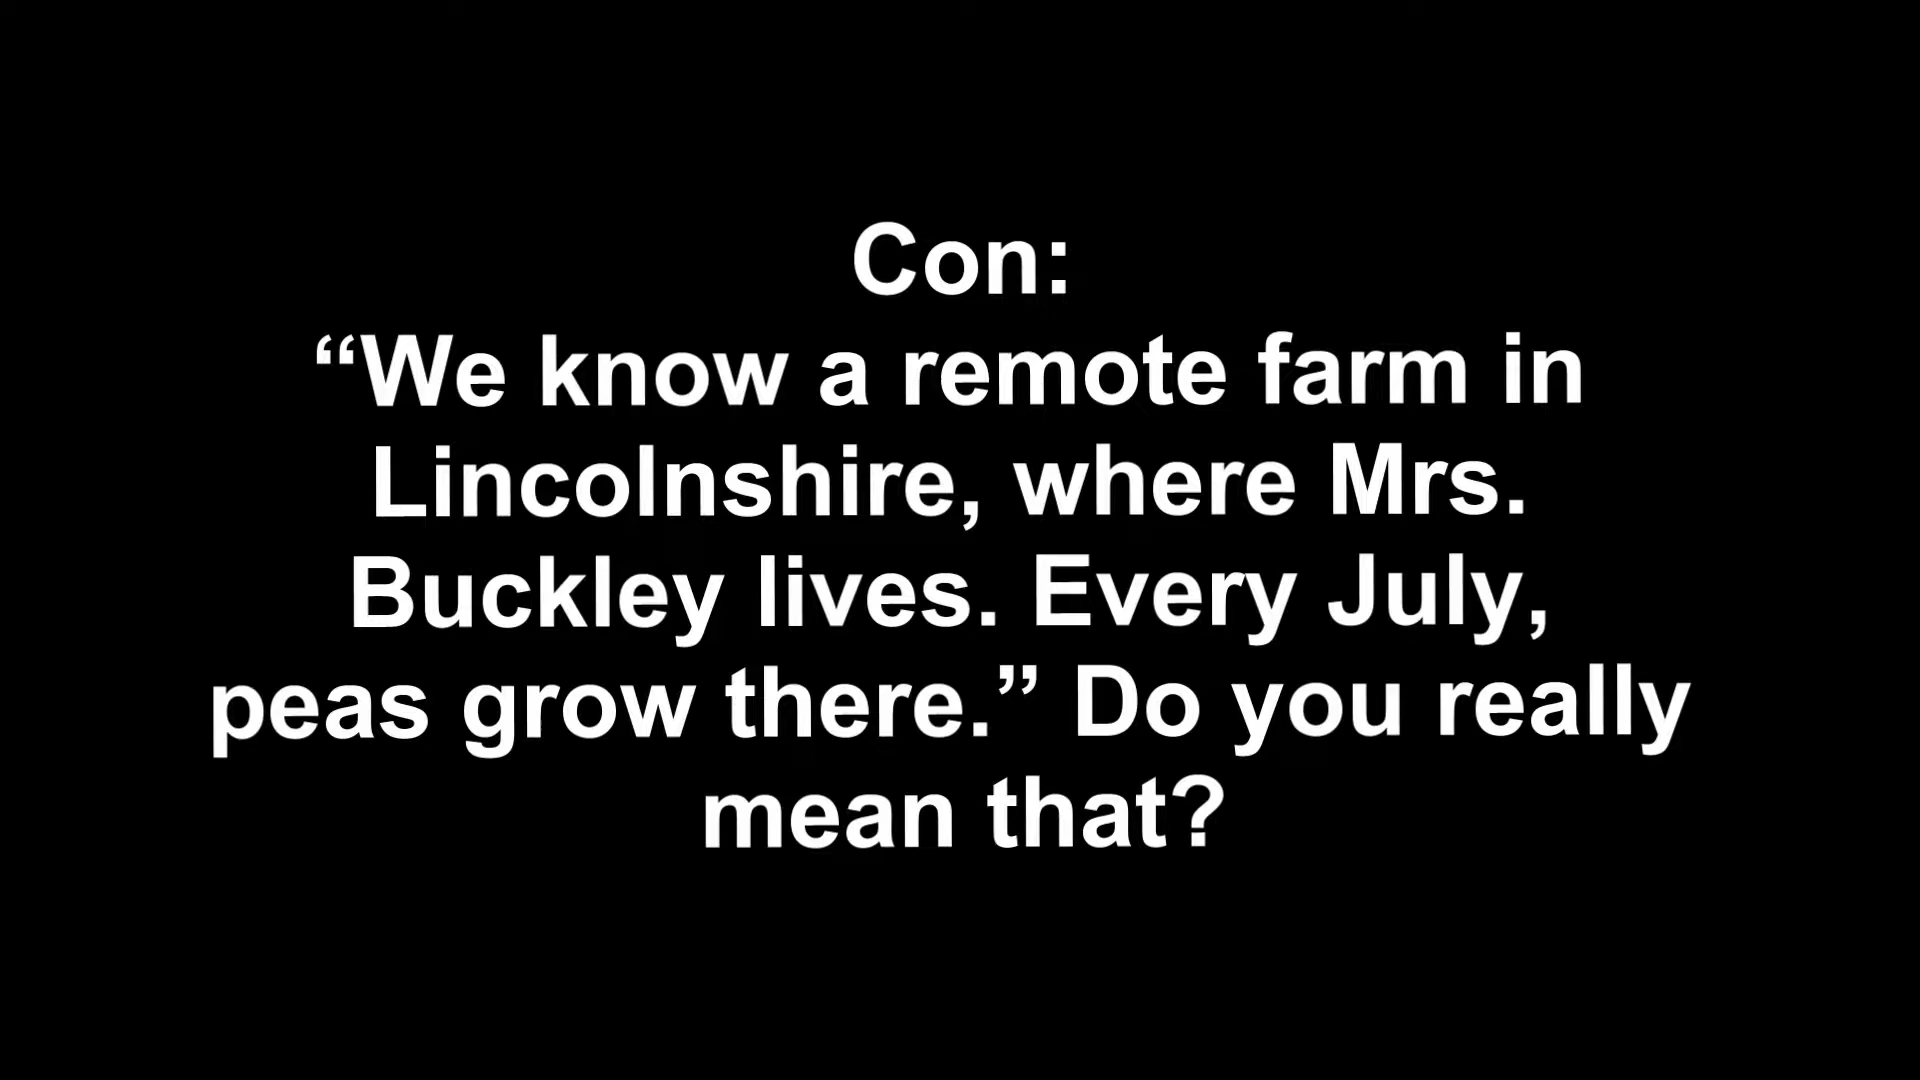 Con:
“We know a remote farm in
Lincolnshire, where Mrs.
Buckley lives. Every July,
peas grow there.” Do you really
mean that?